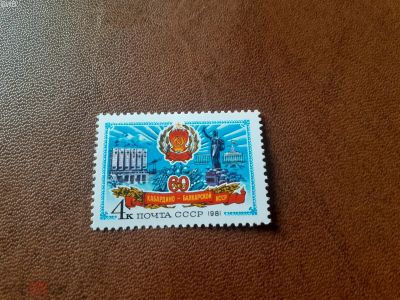 60
КАБАРДИНО - БАЛКАРСКОЙ АССР
4к ПОЧТА СССР 1981